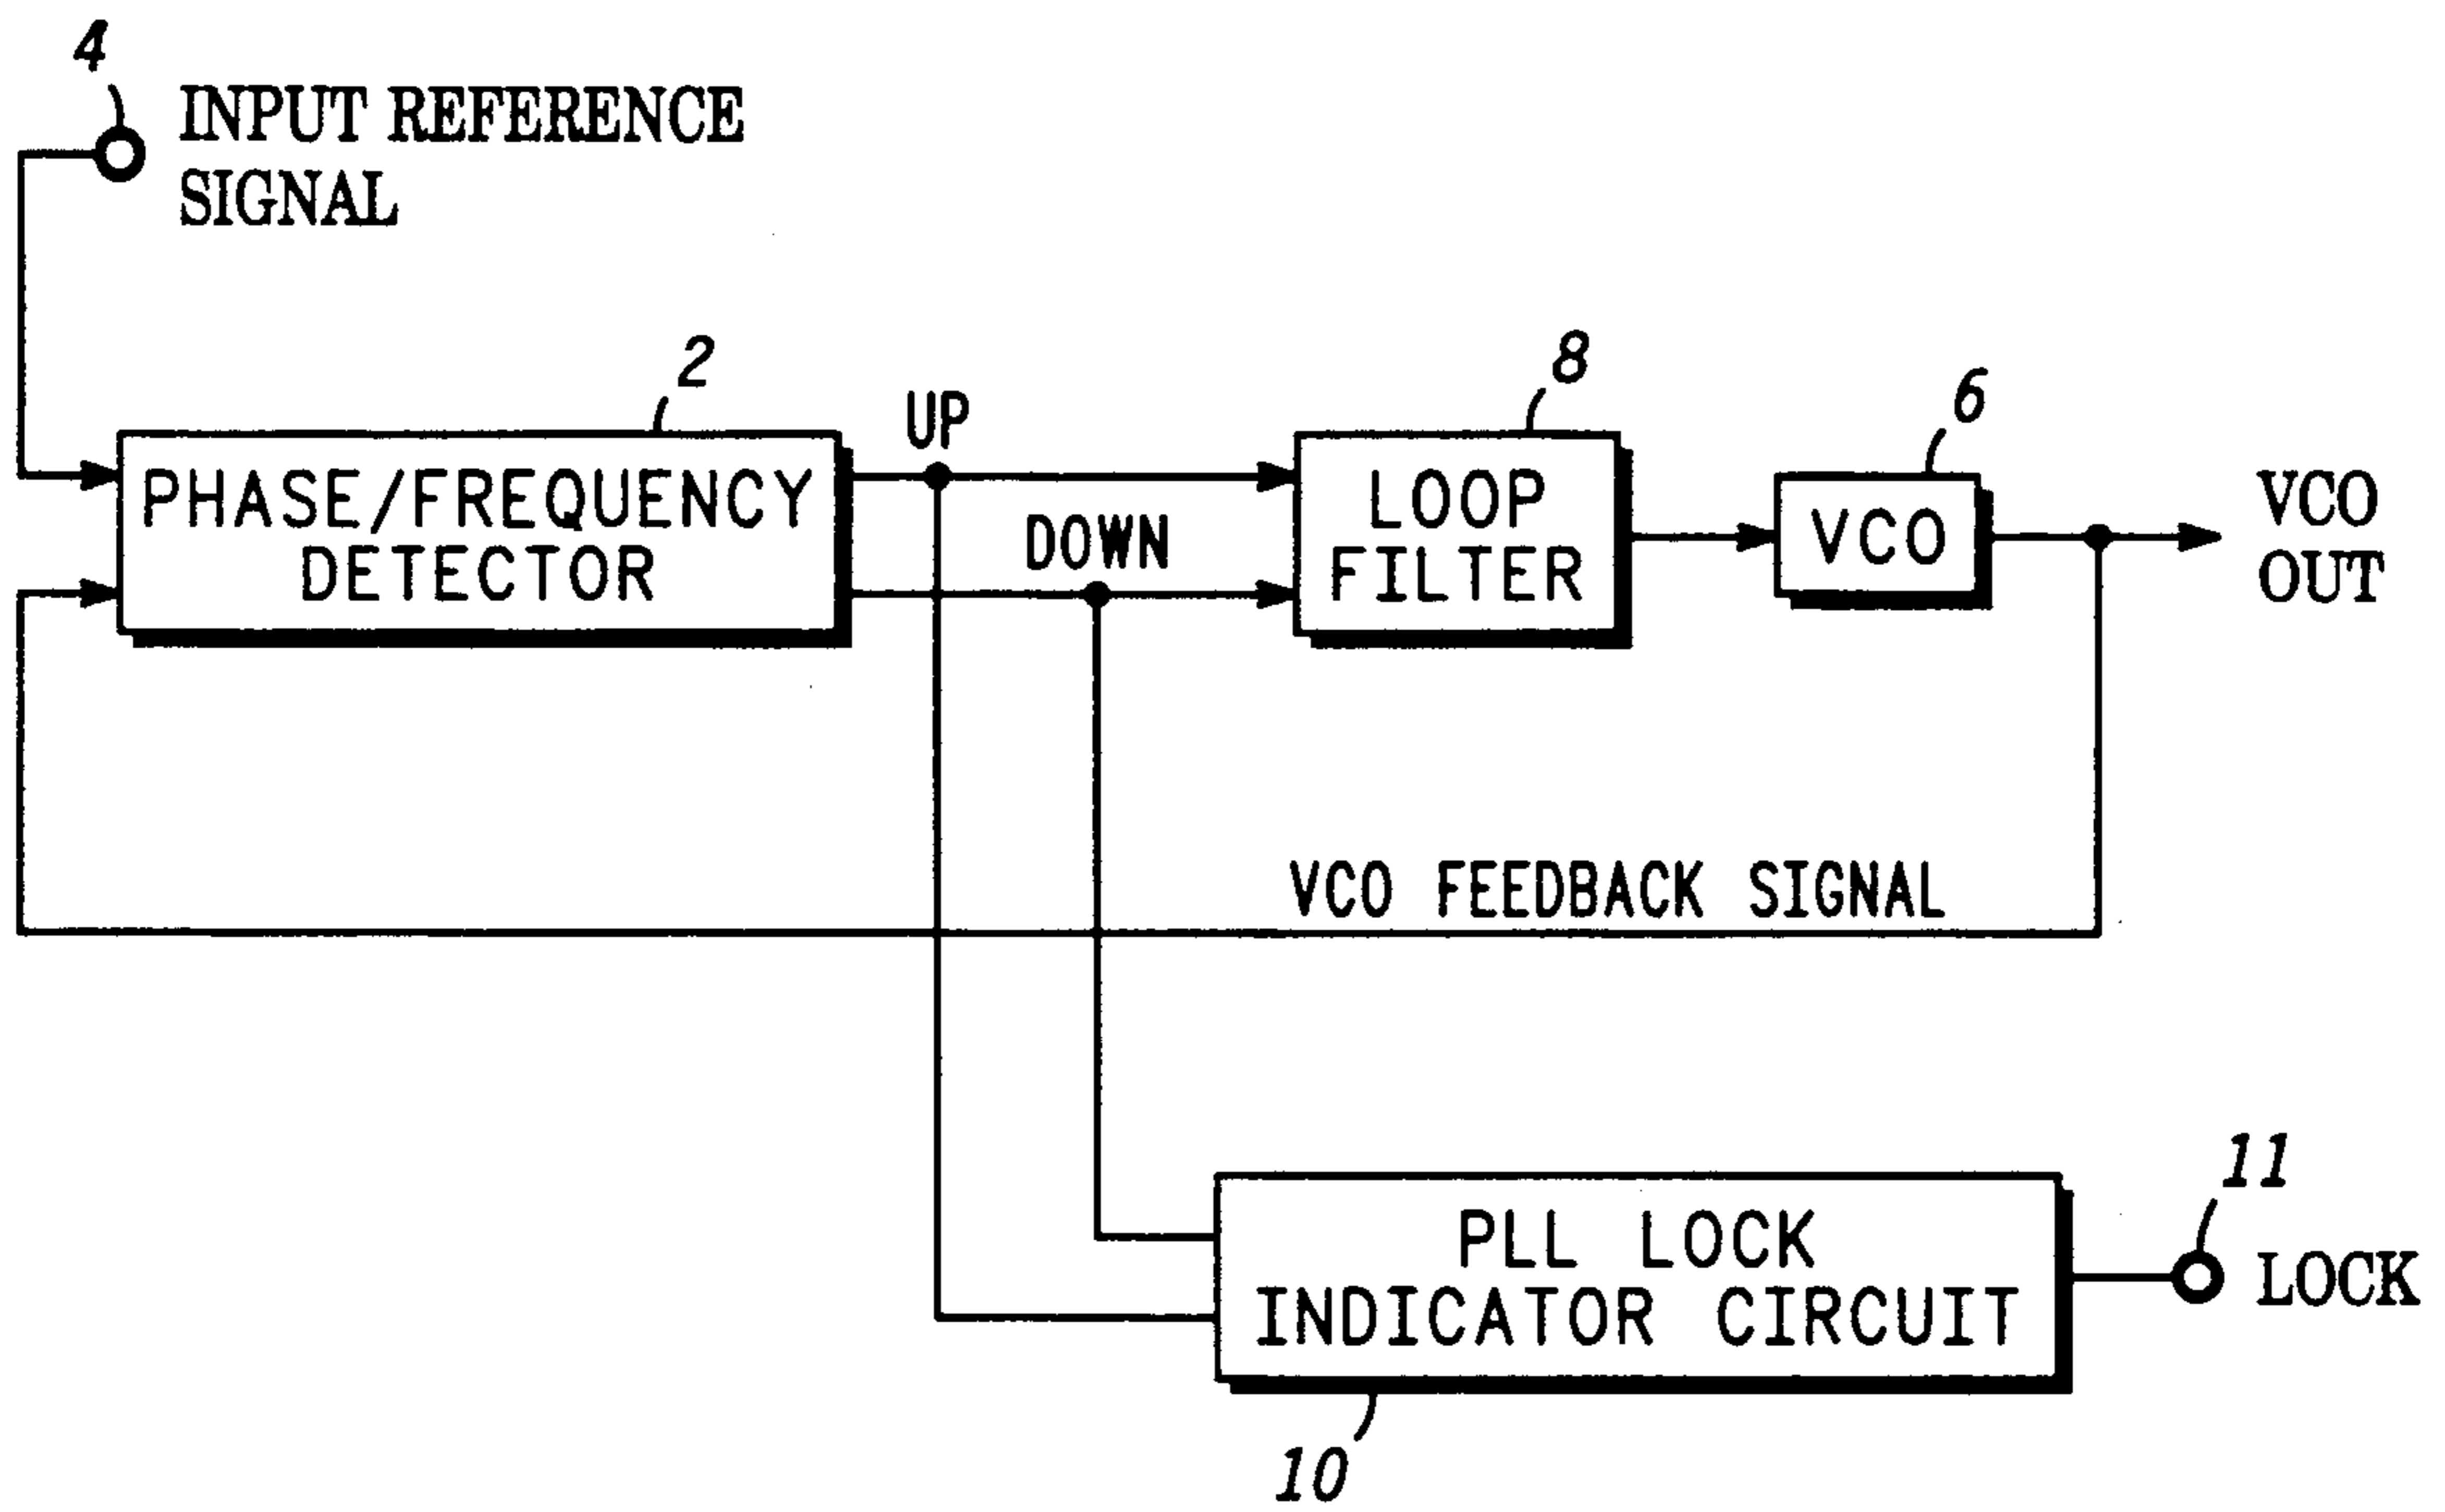 4
INPUT REFERENCE
SIGNAL
2
UP
8
6
PHASE/FREQUENCY
DETECTOR
DOWN
LOOP
FILTER
VCO
VCO
OUT
VCO FEEDBACK SIGNAL
11
PLL LOCK
INDICATOR CIRCUIT
LOCK
10